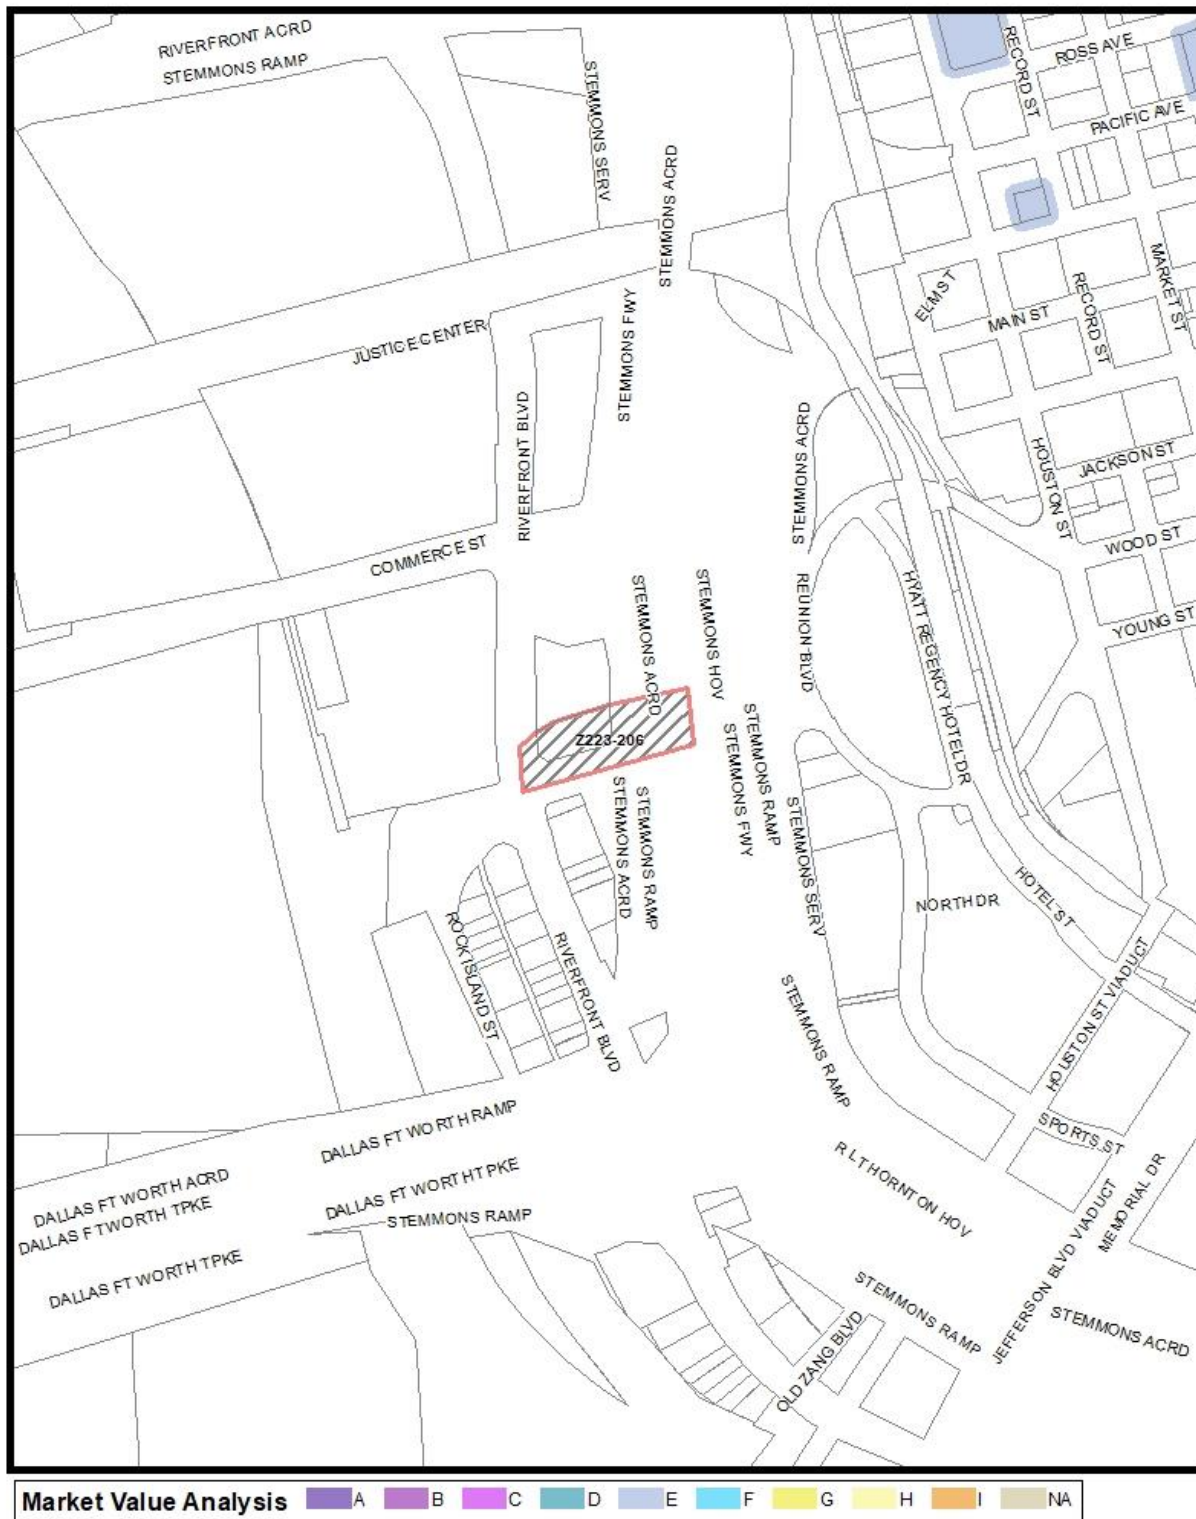 RIVERFRONT ACRD
STEMMONS RAMP
STEMMONS SERV
STEMMONS ACRD
RECORD ST
ROSS AVE
PACIFIC AVE
MARKET ST
RECORD ST
ELM ST
MAIN ST
STEMMONS FWY
JUSTICE CENTER
RIVERFRONT BLVD
STEMMONS ACRD
HOUSTON ST
JACKSON ST
WOOD ST
COMMERCE ST
STEMMONS ACRD
STEMMONS HOV
REUNION BLVD
HYATT REGENCY HOTEL DR
YOUNG ST
Z223-206
STEMMONS RAMP
STEMMONS FWY
STEMMONS ACRD
STEMMONS RAMP
STEMMONS SERV
NORTH DR
HOTEL ST
ROCK ISLAND ST
RIVERFRONT BLVD
HOUSTON ST VIADUCT
STEMMONS RAMP
DALLAS FT WORTH RAMP
SPORTS ST
R L THORNTON HOV
MEMORIAL DR
DALLAS FT WORTH ACRD
DALLAS FT WORTH TPKE
DALLAS FT WORTH TPKE
STEMMONS RAMP
DALLAS FT WORTH TPKE
JEFFERSON BLVD VIADUCT
STEMMONS RAMP
STEMMONS ACRD
OLD ZANG BLVD
Market Value Analysis A B C D E F G H I NA